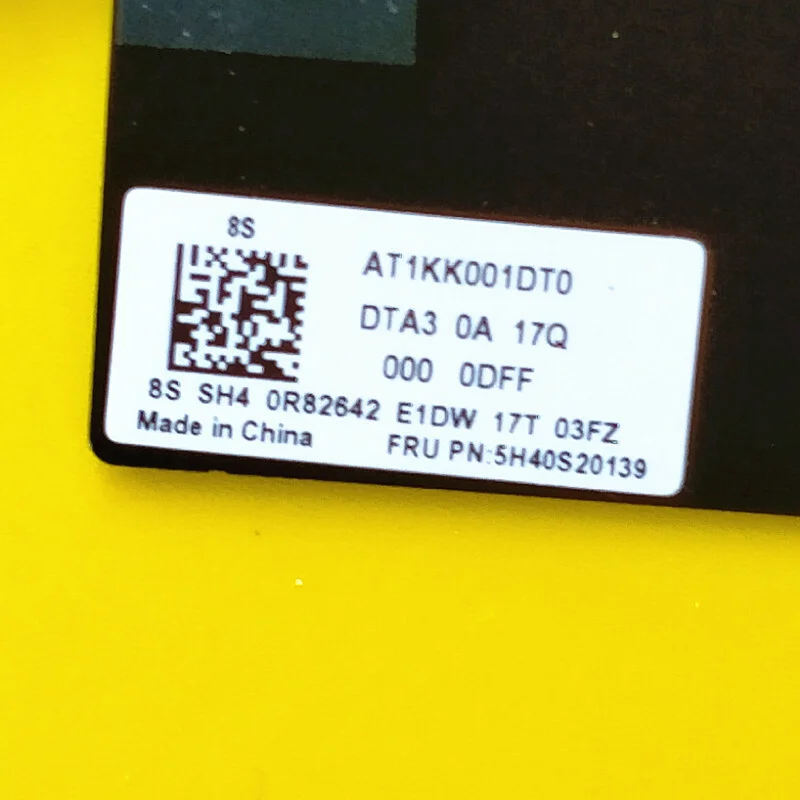 8S
AT1KK001DT0
DTA3 0A 17Q
000 0DFF
8S SH4 0R82642 E1DW 17T 03FZ
Made in China FRU PN:5H40S20139